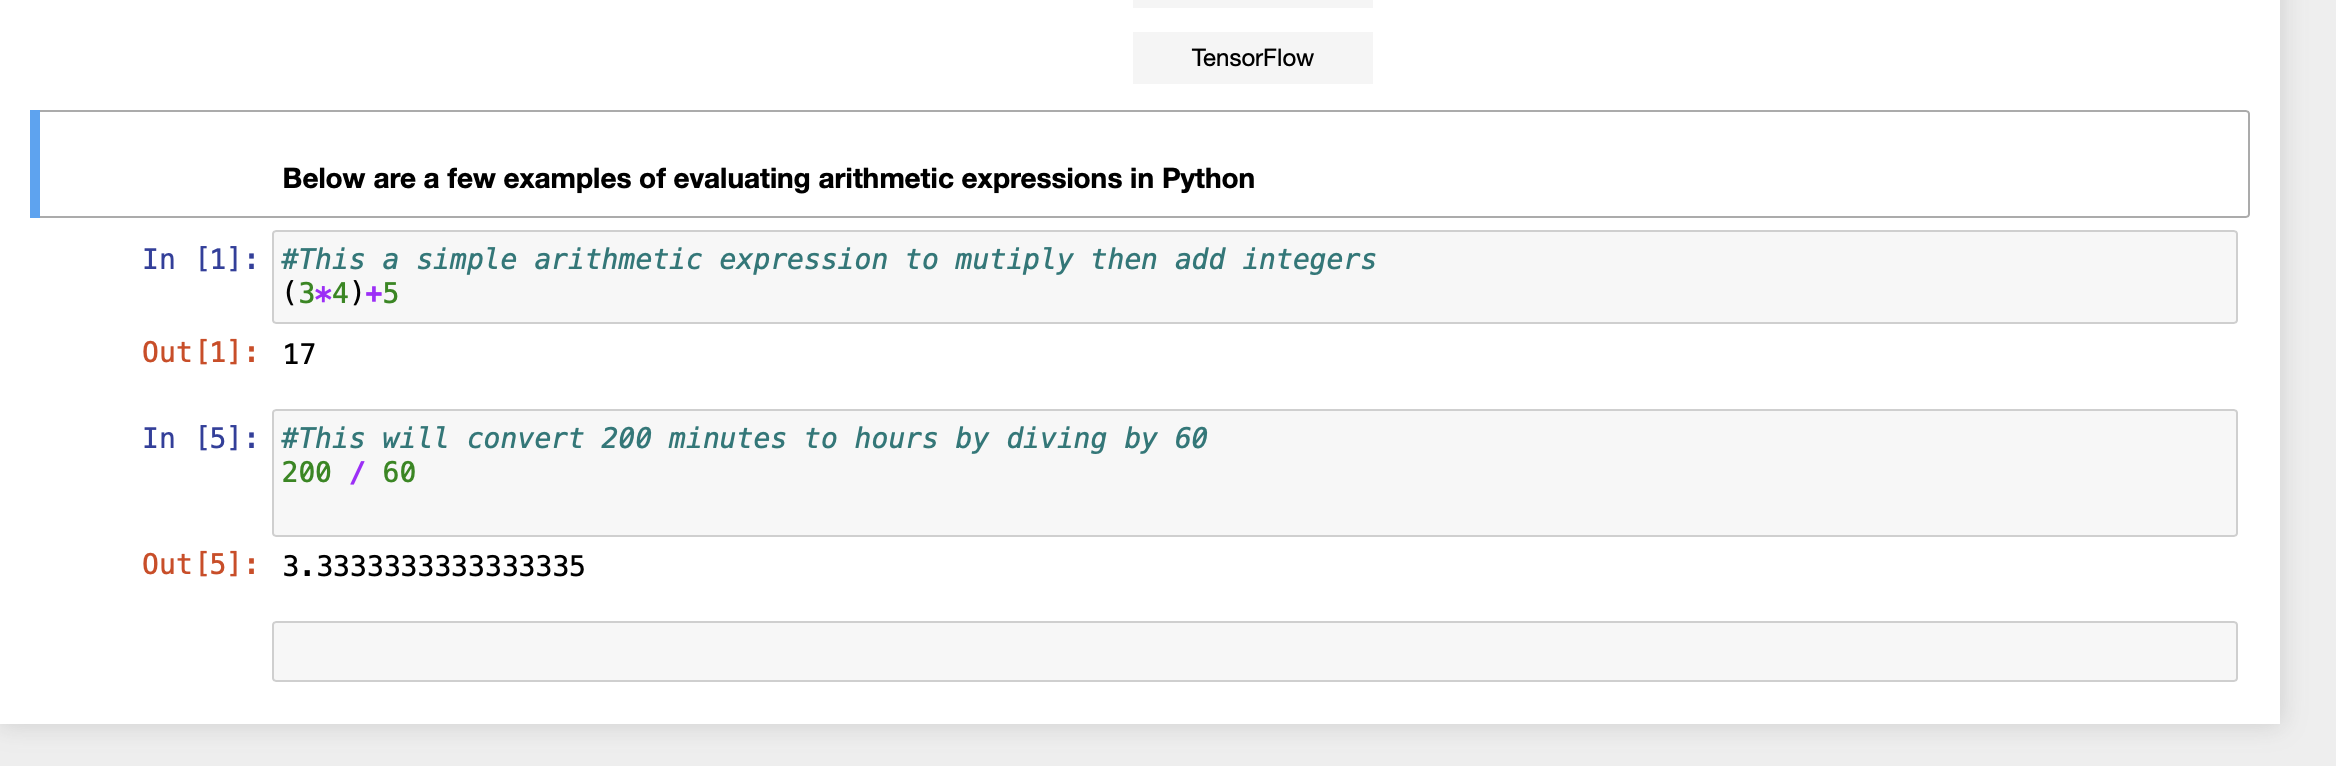 TensorFlow
Below are a few examples of evaluating arithmetic expressions in Python
In [1]: #This a simple arithmetic expression to mutiply then add integers
(3*4)+5
Out[1]: 17
In [5]: #This will convert 200 minutes to hours by diving by 60
200 / 60
Out[5]: 3.3333333333333335